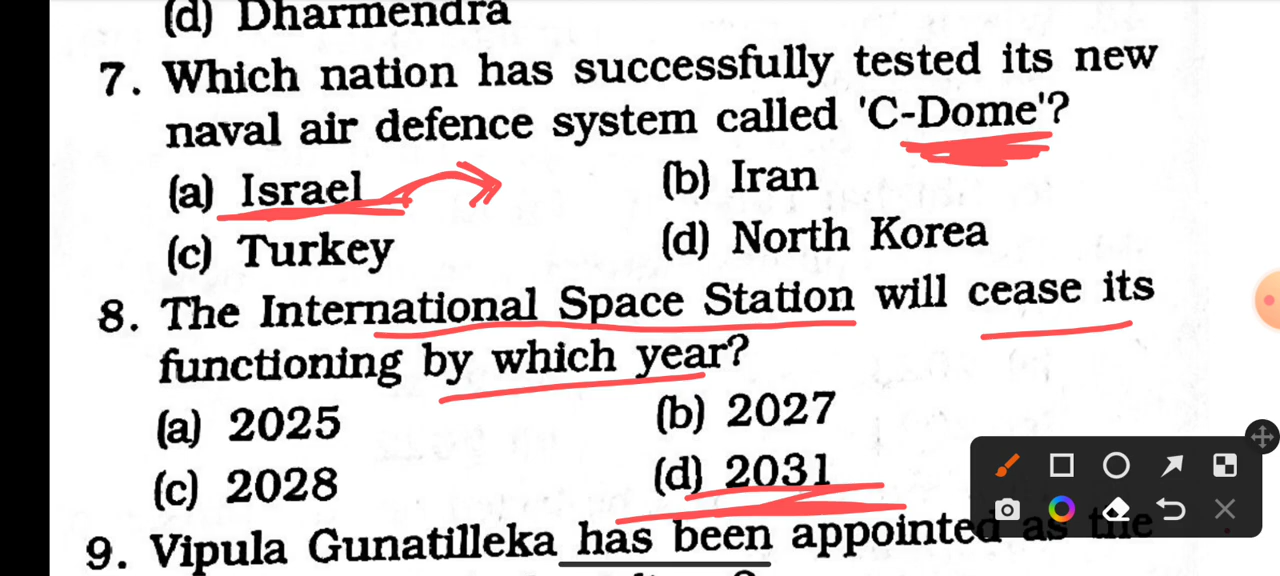 (d) Dharmendra
7. Which nation has successfully tested its new
naval air defence system called 'C-Dome'?
(a) Israel (b) Iran
(c) Turkey (d) North Korea
8. The International Space Station will cease its
functioning by which year?
(a) 2025 (b) 2027
(c) 2028 (d) 2031
9. Vipula Gunatilleka has been appointed as the